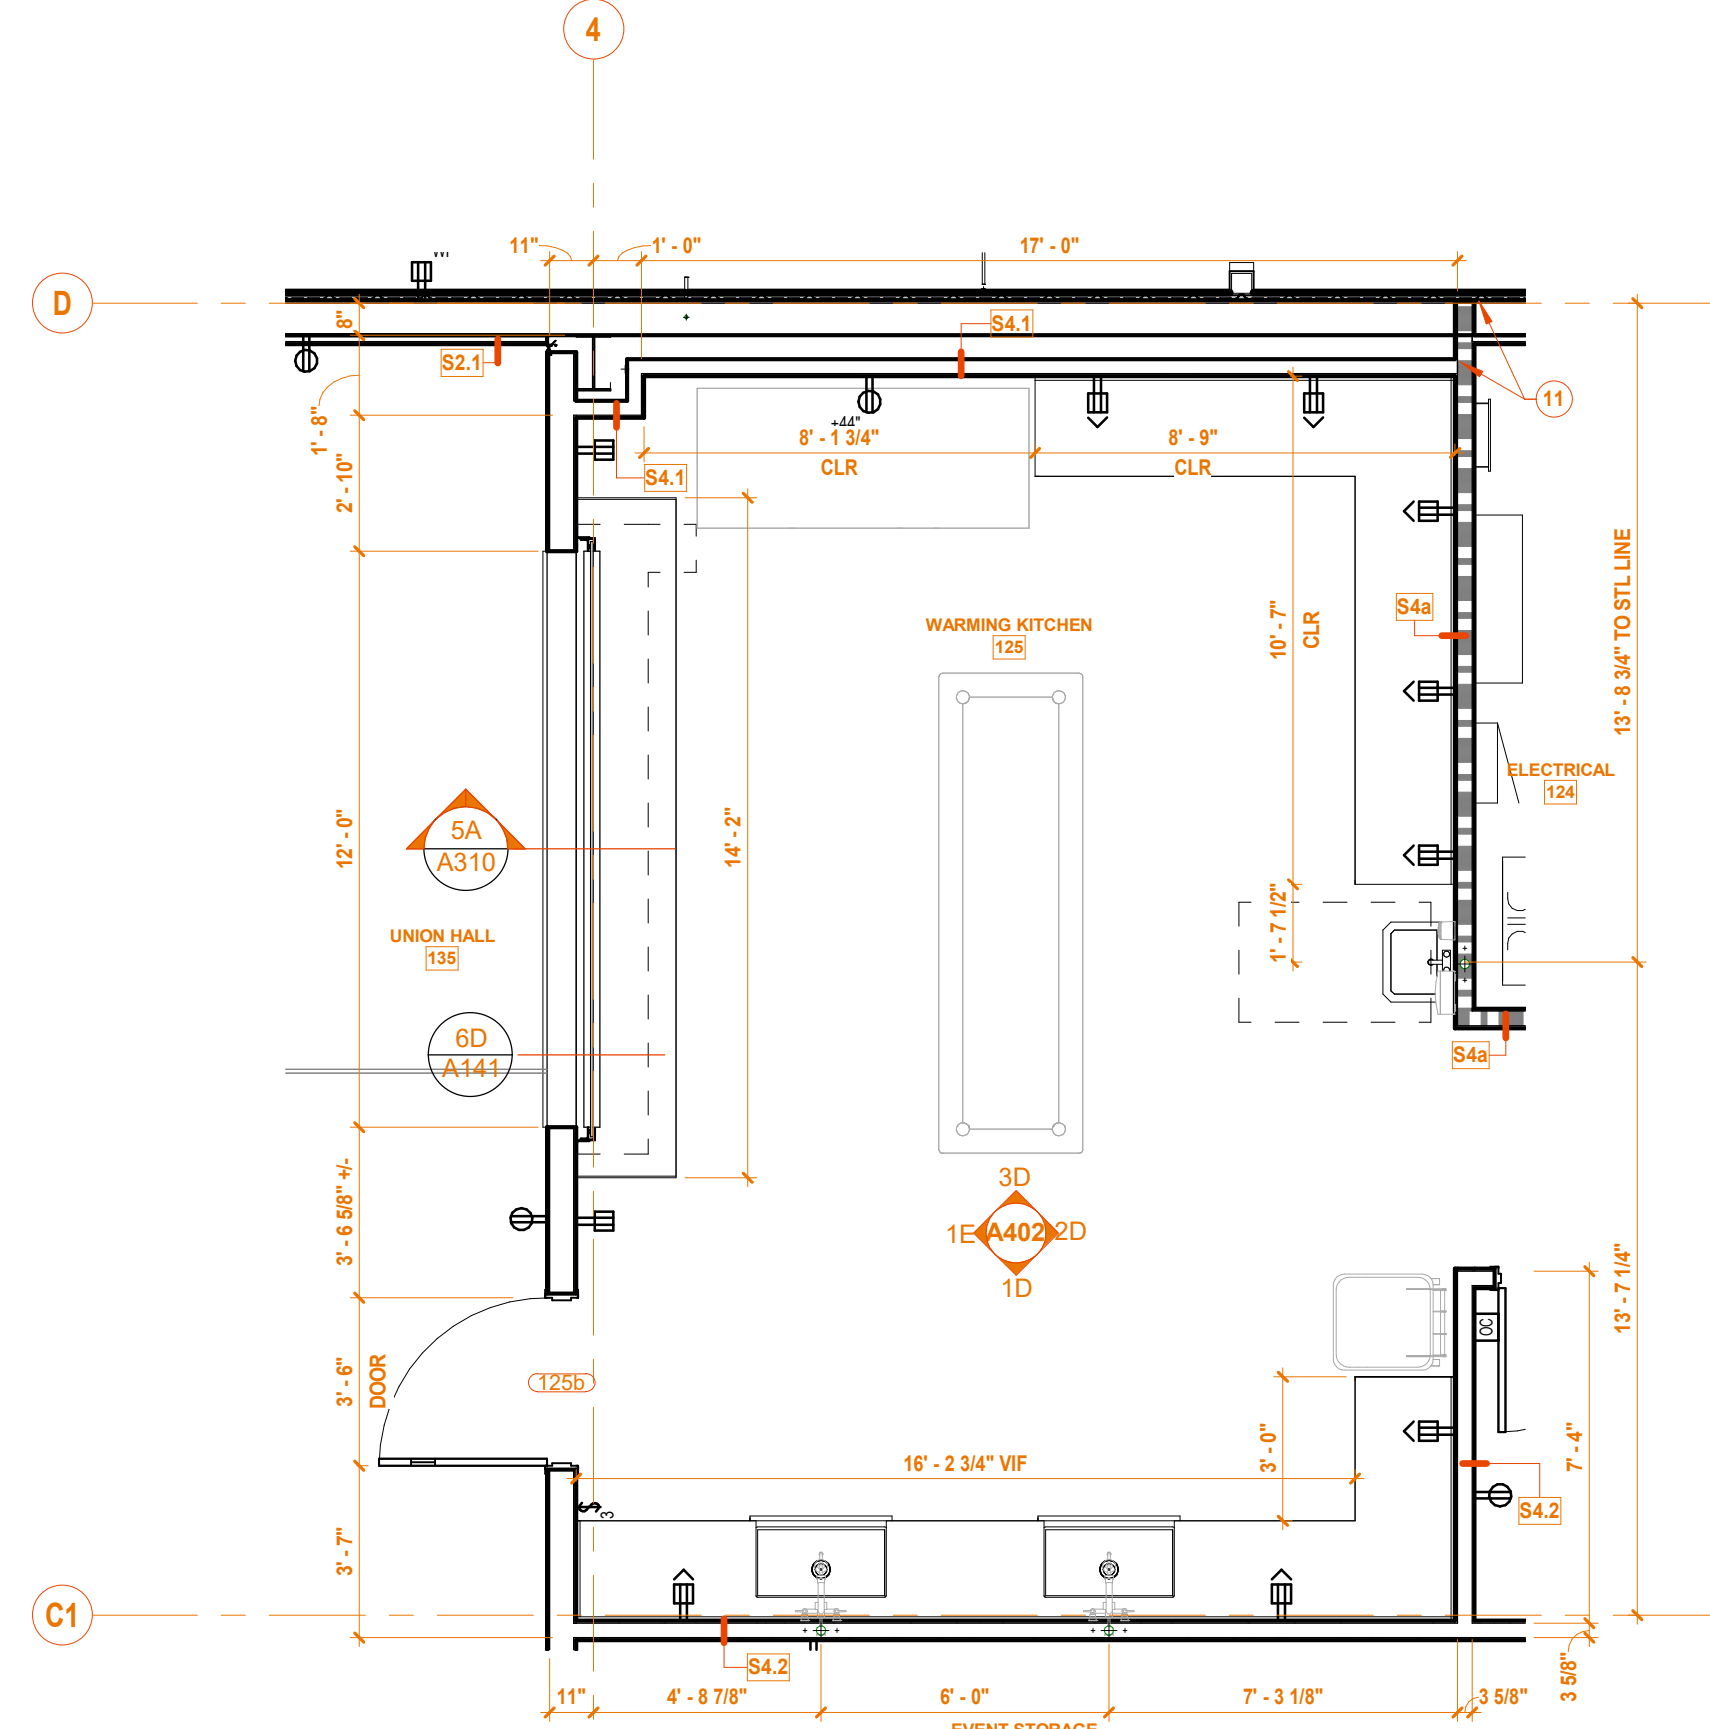 4
11"
1' - 0"
17' - 0"
D
8"
S4.1
S2.1
11
1' - 8"
+44"
8' - 1 3/4"
CLR
8' - 9"
CLR
S4.1
2' - 10"
13' - 8 3/4" TO STL LINE
S4a
10' - 7"
CLR
WARMING KITCHEN
125
ELECTRICAL
124
12' - 0"
14' - 2"
5A
A310
1' - 7 1/2"
UNION HALL
135
6D
A141
S4a
3' - 6 5/8" +/-
3D
1E
A402
2D
1D
13' - 7 1/4"
OC
3' - 6"
DOOR
125b
3' - 0"
7' - 4"
16' - 2 3/4" VIF
S4.2
$
3
3' - 7"
C1
S4.2
3 5/8"
11"
4' - 8 7/8"
6' - 0"
7' - 3 1/8"
3 5/8"
EVENT STORAGE